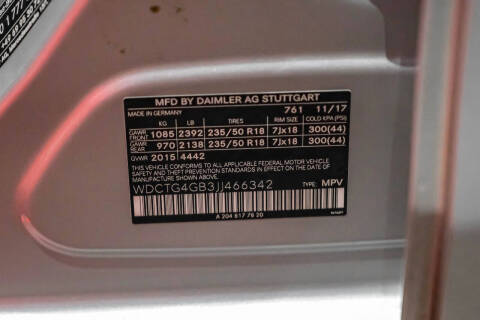 MFD BY DAIMLER AG STUTTGART
MADE IN GERMANY 761 11/17
KG LB TIRES RIM SIZE COLD KPA (PSI)
GAWR FRONT 1085 2392 235/50 R18 7Jx18 300(44)
GAWR REAR 970 2138 235/50 R18 7Jx18 300(44)
GVWR 2015 4442
THIS VEHICLE CONFORMS TO ALL APPLICABLE FEDERAL MOTOR VEHICLE
SAFETY AND THEFT PREVENTION STANDARDS IN EFFECT ON THE DATE
OF MANUFACTURE SHOWN ABOVE.
WDCTG4GB3JJ466342 TYPE: MPV
A 204 817 79 20